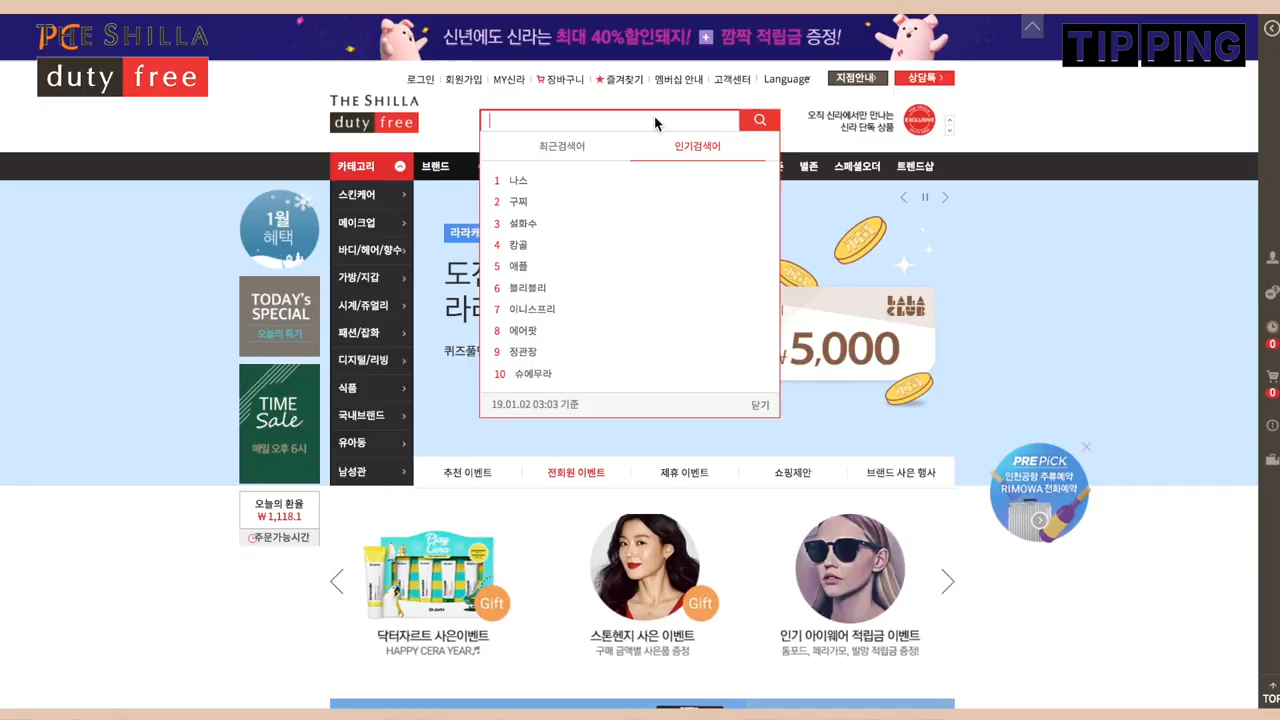 PC
THE SHILLA
duty free
신년에도 신라는 최대 40%할인돼지! + 깜짝 적립금 증정!
TIPPING
로그인 회원가입 MY신라 장바구니 즐겨찾기 멤버십 안내 고객센터 Language
지점안내
상담톡
THE SHILLA
duty free
오직 신라에서만 만나는
신라 단독 상품
EXCLUSIVE
카테고리
브랜드
별존
스페셜오더
트렌드샵
최근검색어
인기검색어
1 나스
2 구찌
3 설화수
4 캉골
5 애플
6 블리블리
7 이니스프리
8 에어팟
9 정관장
10 슈에무라
19.01.02 03:03 기준
닫기
스킨케어
메이크업
바디/헤어/향수
가방/지갑
시계/쥬얼리
패션/잡화
디지털/리빙
식품
국내브랜드
유아동
남성관
1월
혜택
TODAY's
SPECIAL
오늘의 특가
TIME
Sale
매일 오후 6시
오늘의 환율
₩ 1,118.1
주문가능시간
LALA
CLUB
5,000
추천 이벤트
전회원 이벤트
제휴 이벤트
쇼핑제안
브랜드 사은 행사
PREPICK
인천공항 주류예약
RIMOWA 전화예약
Play
Cera
Dr.Jart+
Gift
닥터자르트 사은이벤트
HAPPY CERA YEAR♬
Gift
스톤헨지 사은 이벤트
구매 금액별 사은품 증정
인기 아이웨어 적립금 이벤트
톰포드, 페라가모, 발망 적립금 증정!
0
0
TOP